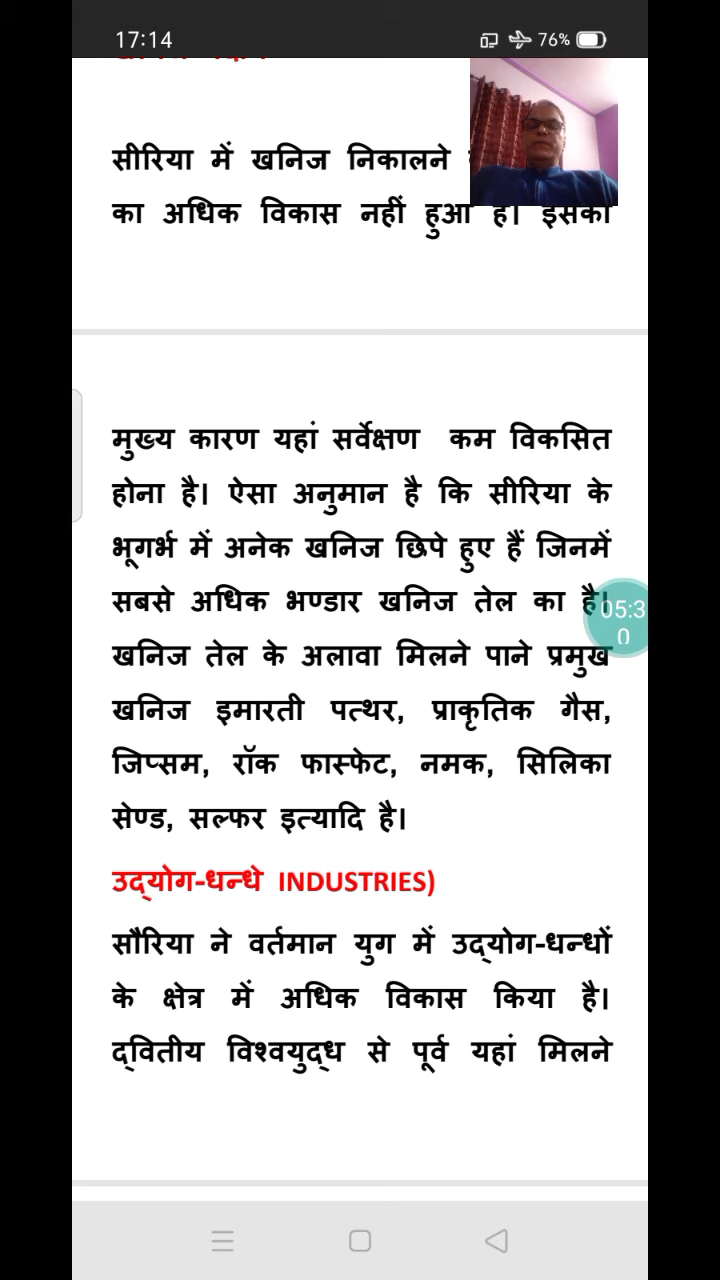 17:14
76%
सीरिया में खनिज निकालने
का अधिक विकास नहीं हुआ है। इसका
मुख्य कारण यहां सर्वेक्षण कम विकसित
होना है। ऐसा अनुमान है कि सीरिया के
भूगर्भ में अनेक खनिज छिपे हुए हैं जिनमें
सबसे अधिक भण्डार खनिज तेल का है।
05:30
खनिज तेल के अलावा मिलने पाने प्रमुख
खनिज इमारती पत्थर, प्राकृतिक गैस,
जिप्सम, रॉक फास्फेट, नमक, सिलिका
सेण्ड, सल्फर इत्यादि है।
उद्योग-धन्धे INDUSTRIES)
सौरिया ने वर्तमान युग में उद्योग-धन्धों
के क्षेत्र में अधिक विकास किया है।
द्वितीय विश्वयुद्ध से पूर्व यहां मिलने